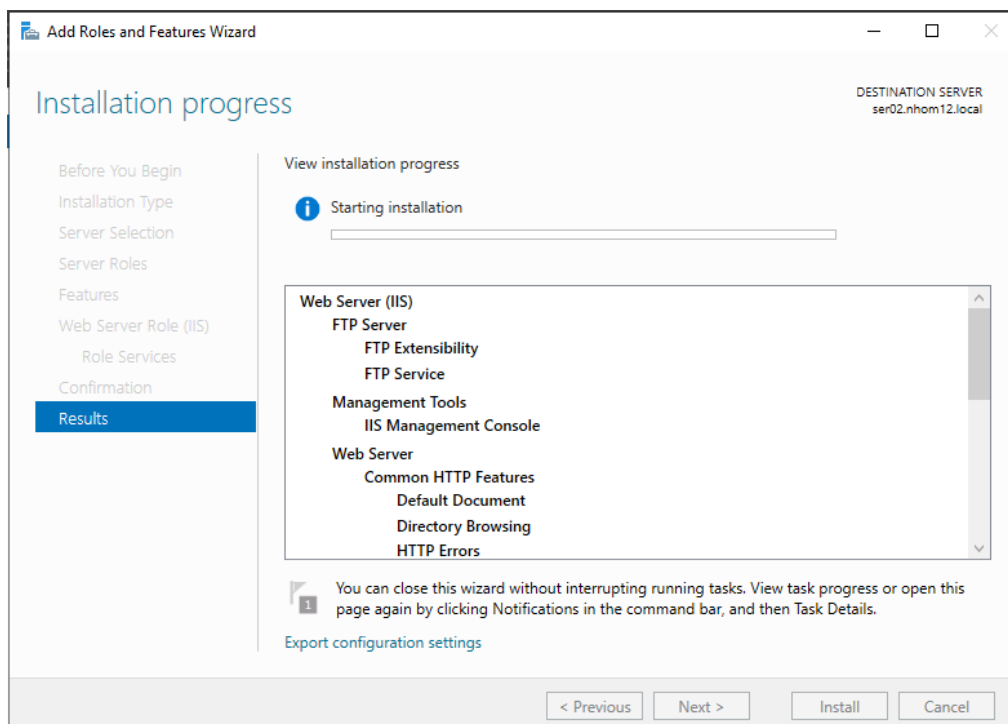 Add Roles and Features Wizard
Installation progress
DESTINATION SERVER
ser02.nhom12.local
Before You Begin
Installation Type
Server Selection
Server Roles
Features
Web Server Role (IIS)
Role Services
Confirmation
Results
View installation progress
Starting installation
Web Server (IIS)
FTP Server
FTP Extensibility
FTP Service
Management Tools
IIS Management Console
Web Server
Common HTTP Features
Default Document
Directory Browsing
HTTP Errors
1
You can close this wizard without interrupting running tasks. View task progress or open this
page again by clicking Notifications in the command bar, and then Task Details.
Export configuration settings
< Previous
Next >
Install
Cancel